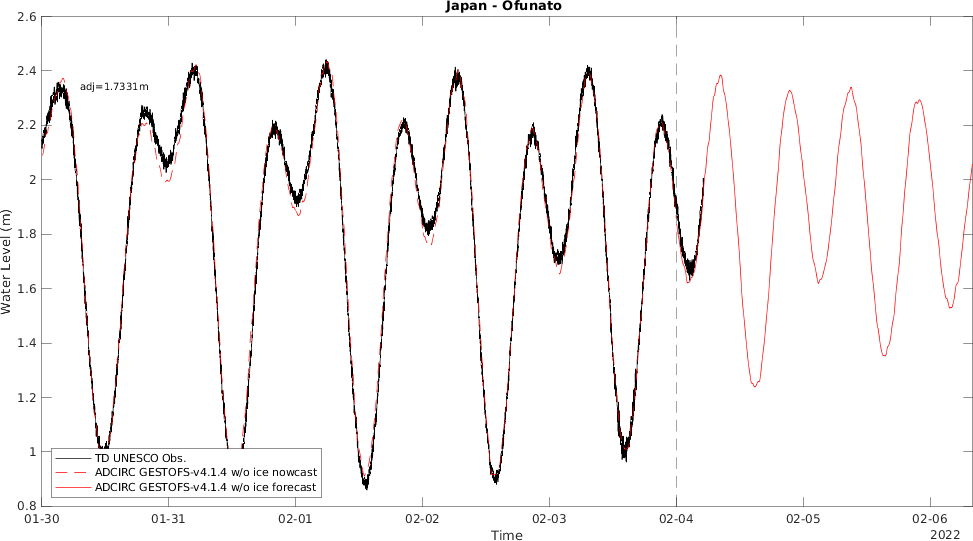 Japan - Ofunato
2.6
2.4
2.2
2
1.8
1.6
1.4
1.2
1
0.8
Water Level (m)
adj=1.7331m
TD UNESCO Obs.
ADCIRC GESTOFS-v4.1.4 w/o ice nowcast
ADCIRC GESTOFS-v4.1.4 w/o ice forecast
01-30 01-31 02-01 02-02 02-03 02-04 02-05 02-06
Time
2022